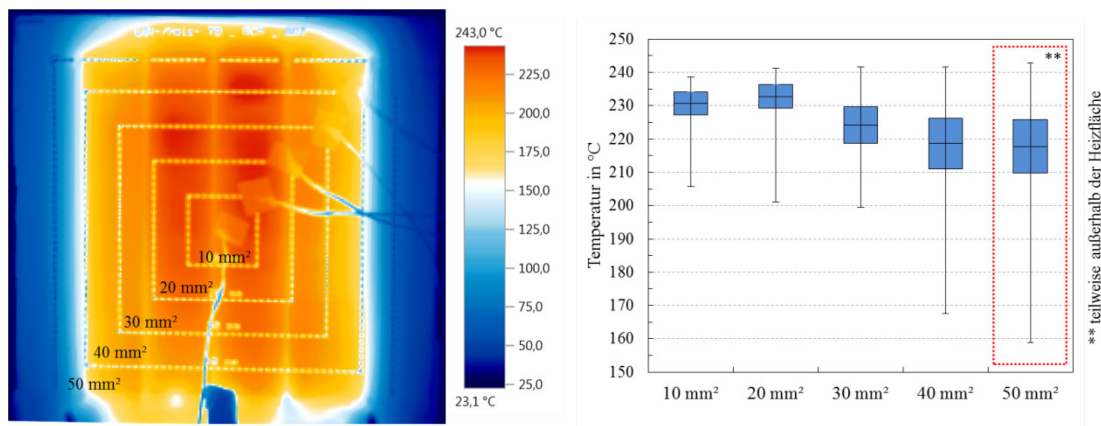 243,0 °C
225,0
200,0
175,0
150,0
125,0
100,0
75,0
50,0
25,0
23,1 °C
10 mm²
20 mm²
30 mm²
40 mm²
50 mm²
Temperatur in °C
250
240
230
220
210
200
190
180
170
160
150
**
10 mm²
20 mm²
30 mm²
40 mm²
50 mm²
** teilweise außerhalb der Heizfläche